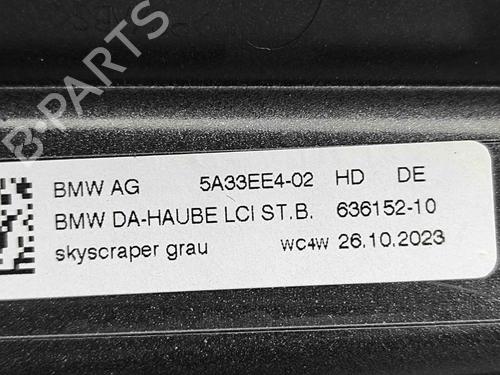 B-PARTS
BMW AG 5A33EE4-02 HD DE
BMW DA-HAUBE LCI ST.B. 636152-10
skyscraper grau WC4W 26.10.2023